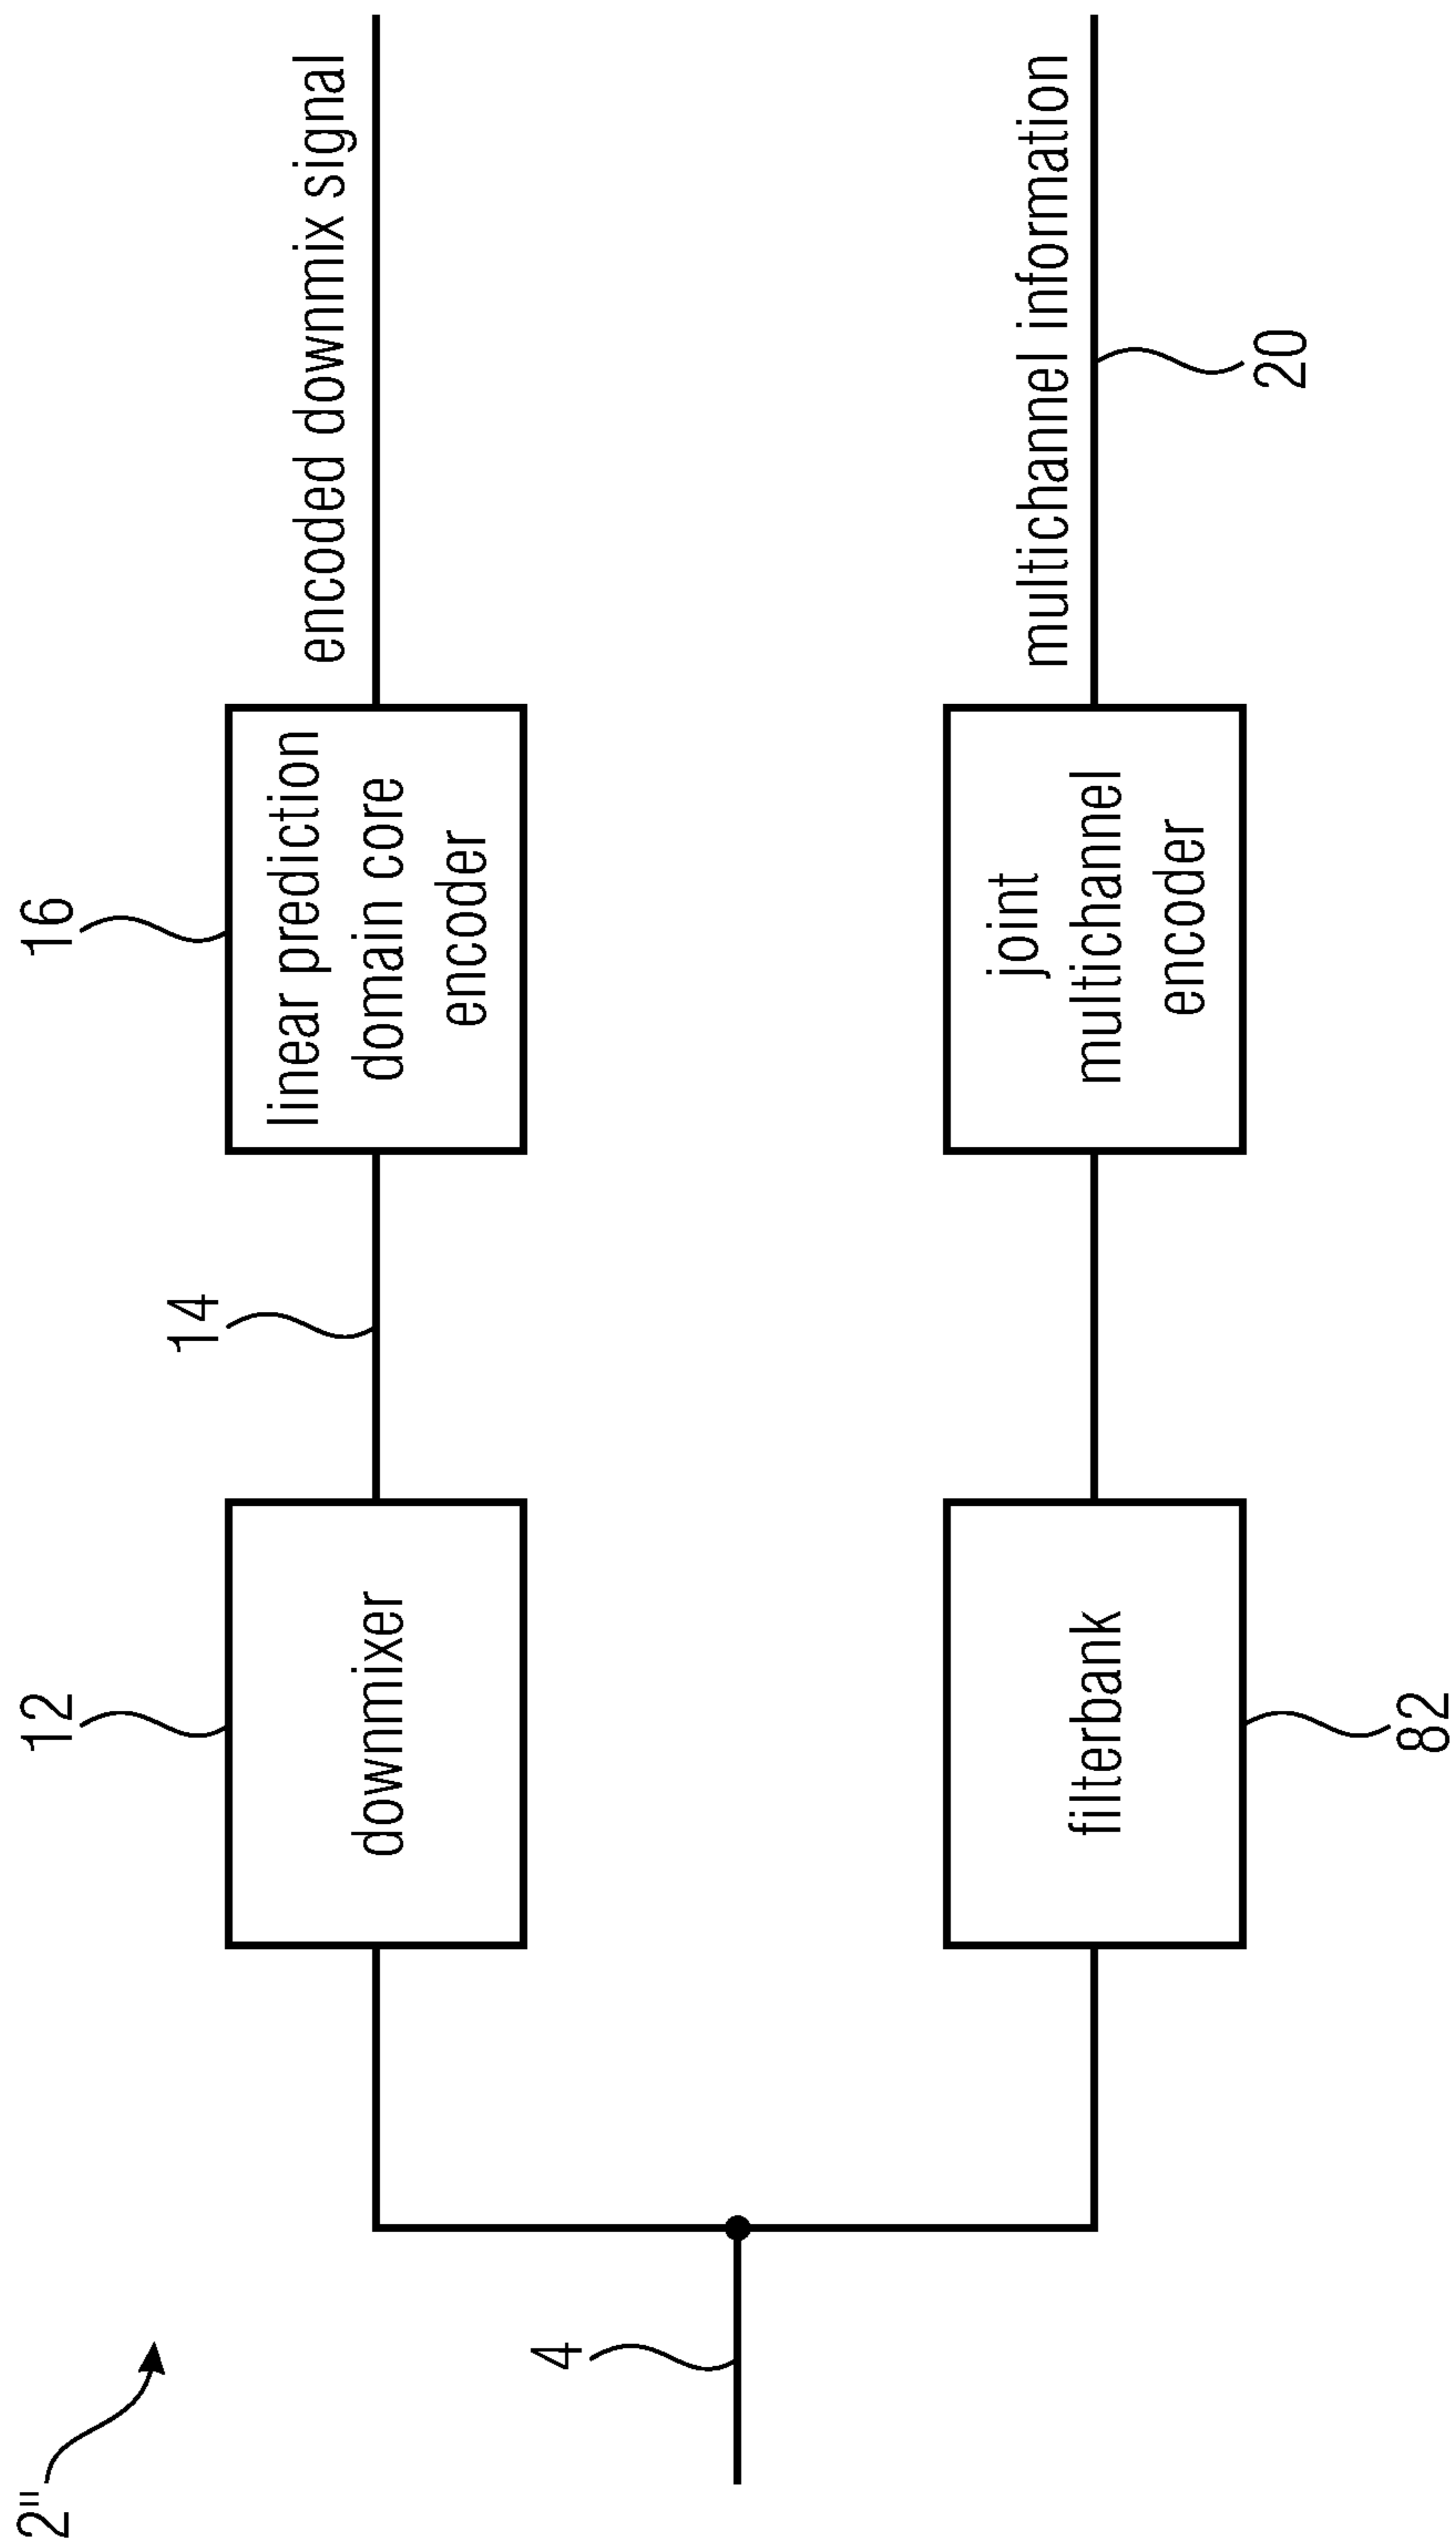 2"
4
12
downmixer
14
16
linear prediction
domain core
encoder
encoded downmix signal
filterbank
82
joint
multichannel
encoder
multichannel information
20